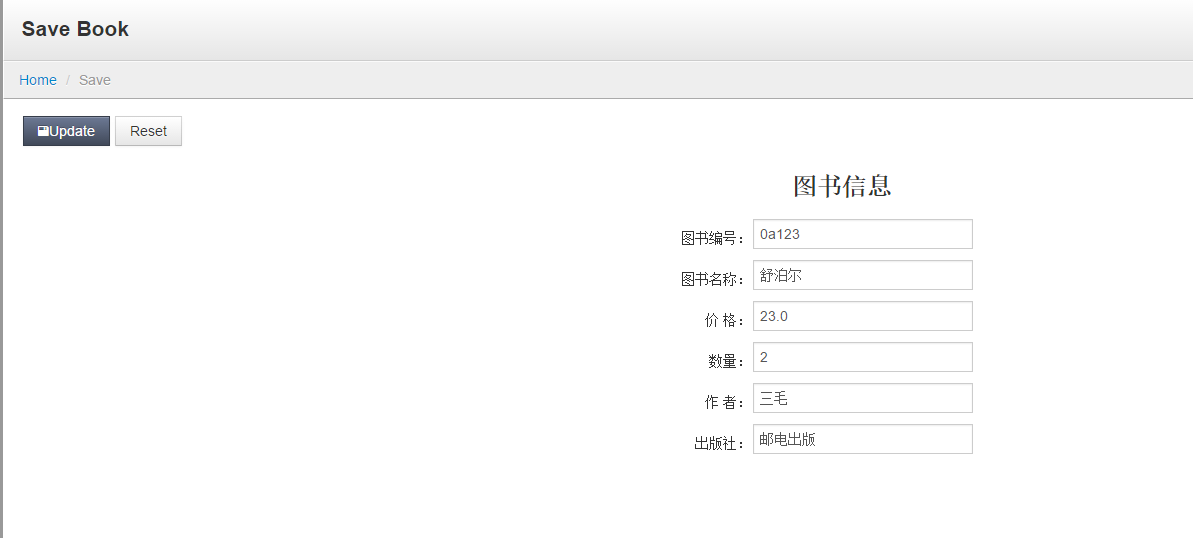 Save Book
Home / Save
Update Reset
图书信息
图书编号： 0a123
图书名称： 舒泊尔
价 格： 23.0
数量： 2
作 者： 三毛
出版社： 邮电出版